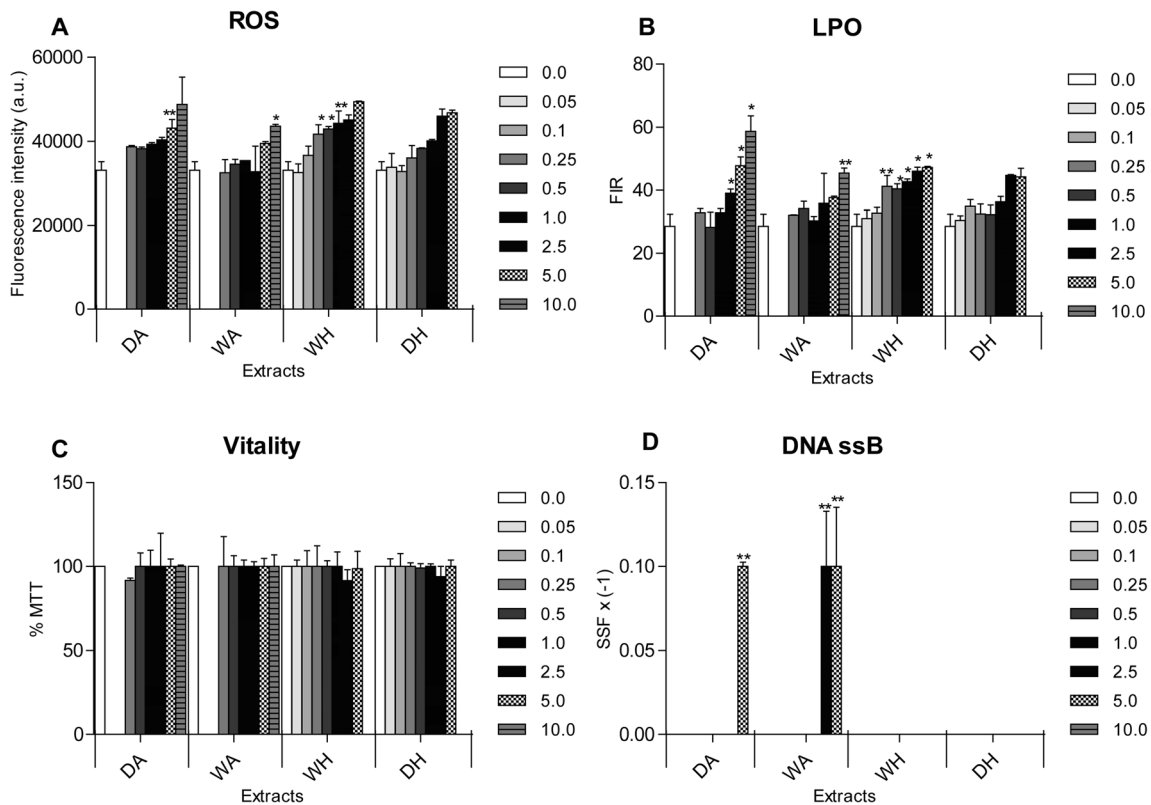 A
ROS
Fluorescence intensity (a.u.)
60000
40000
20000
0
**
*
* *
**
DA
WA
WH
DH
Extracts
0.0
0.05
0.1
0.25
0.5
1.0
2.5
5.0
10.0
B
LPO
FIR
80
60
40
20
0
*
*
*
**
**
*
*
*
*
DA
WA
WH
DH
Extracts
0.0
0.05
0.1
0.25
0.5
1.0
2.5
5.0
10.0
C
Vitality
% MTT
150
100
50
0
DA
WA
WH
DH
Extracts
0.0
0.05
0.1
0.25
0.5
1.0
2.5
5.0
10.0
D
DNA ssB
SSF x (-1)
0.15
0.10
0.05
0.00
**
**
**
DA
WA
WH
DH
Extracts
0.0
0.05
0.1
0.25
0.5
1.0
2.5
5.0
10.0